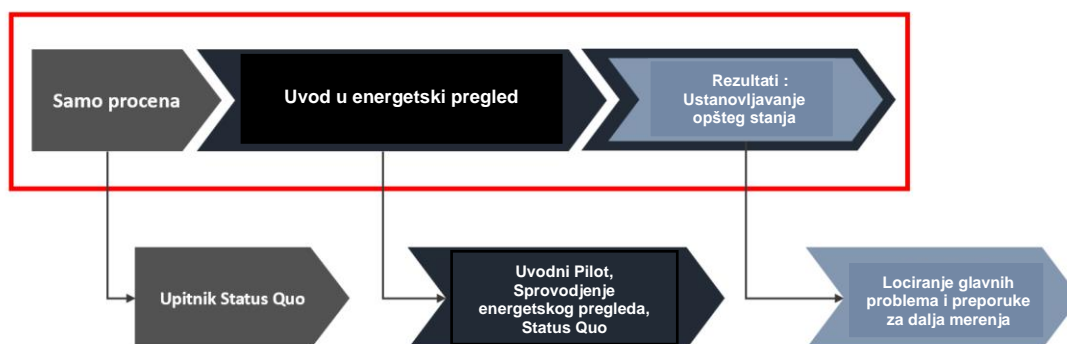 Samo procena
Uvod u energetski pregled
Rezultati :
Ustanovljavanje
opšteg stanja
Upitnik Status Quo
Uvodni Pilot,
Sprovodjenje
energetskog pregleda,
Status Quo
Lociranje glavnih
problema i preporuke
za dalja merenja